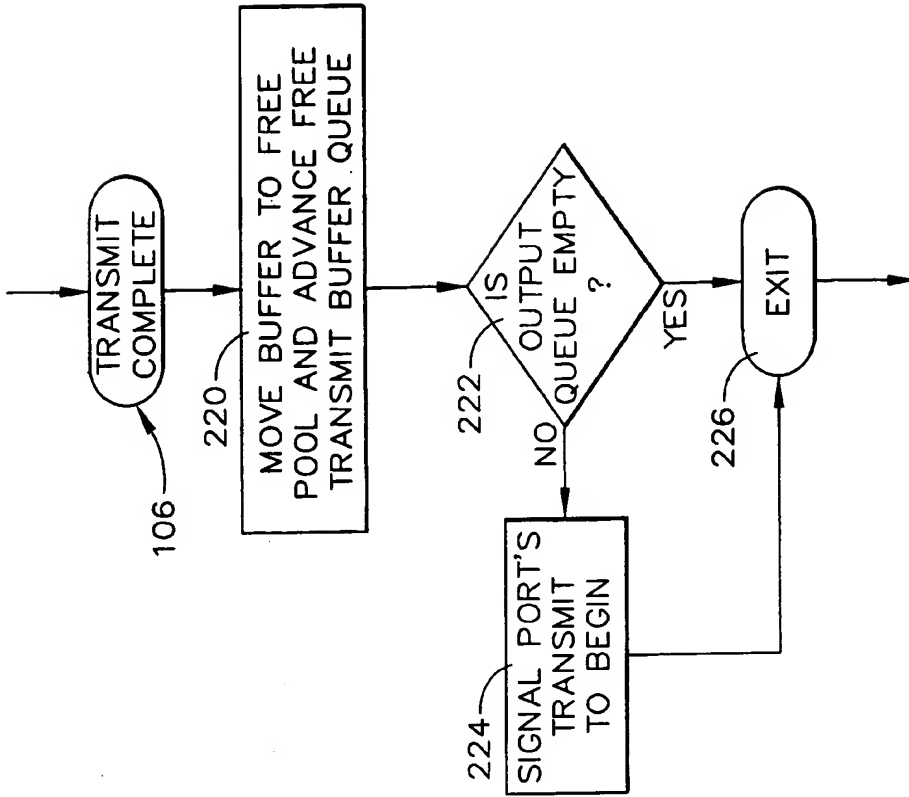 TRANSMIT
COMPLETE
106
220
MOVE BUFFER TO FREE
POOL AND ADVANCE FREE
TRANSMIT BUFFER QUEUE
222
IS
OUTPUT
QUEUE EMPTY
?
NO
YES
224
SIGNAL PORT'S
TRANSMIT
TO BEGIN
226
EXIT